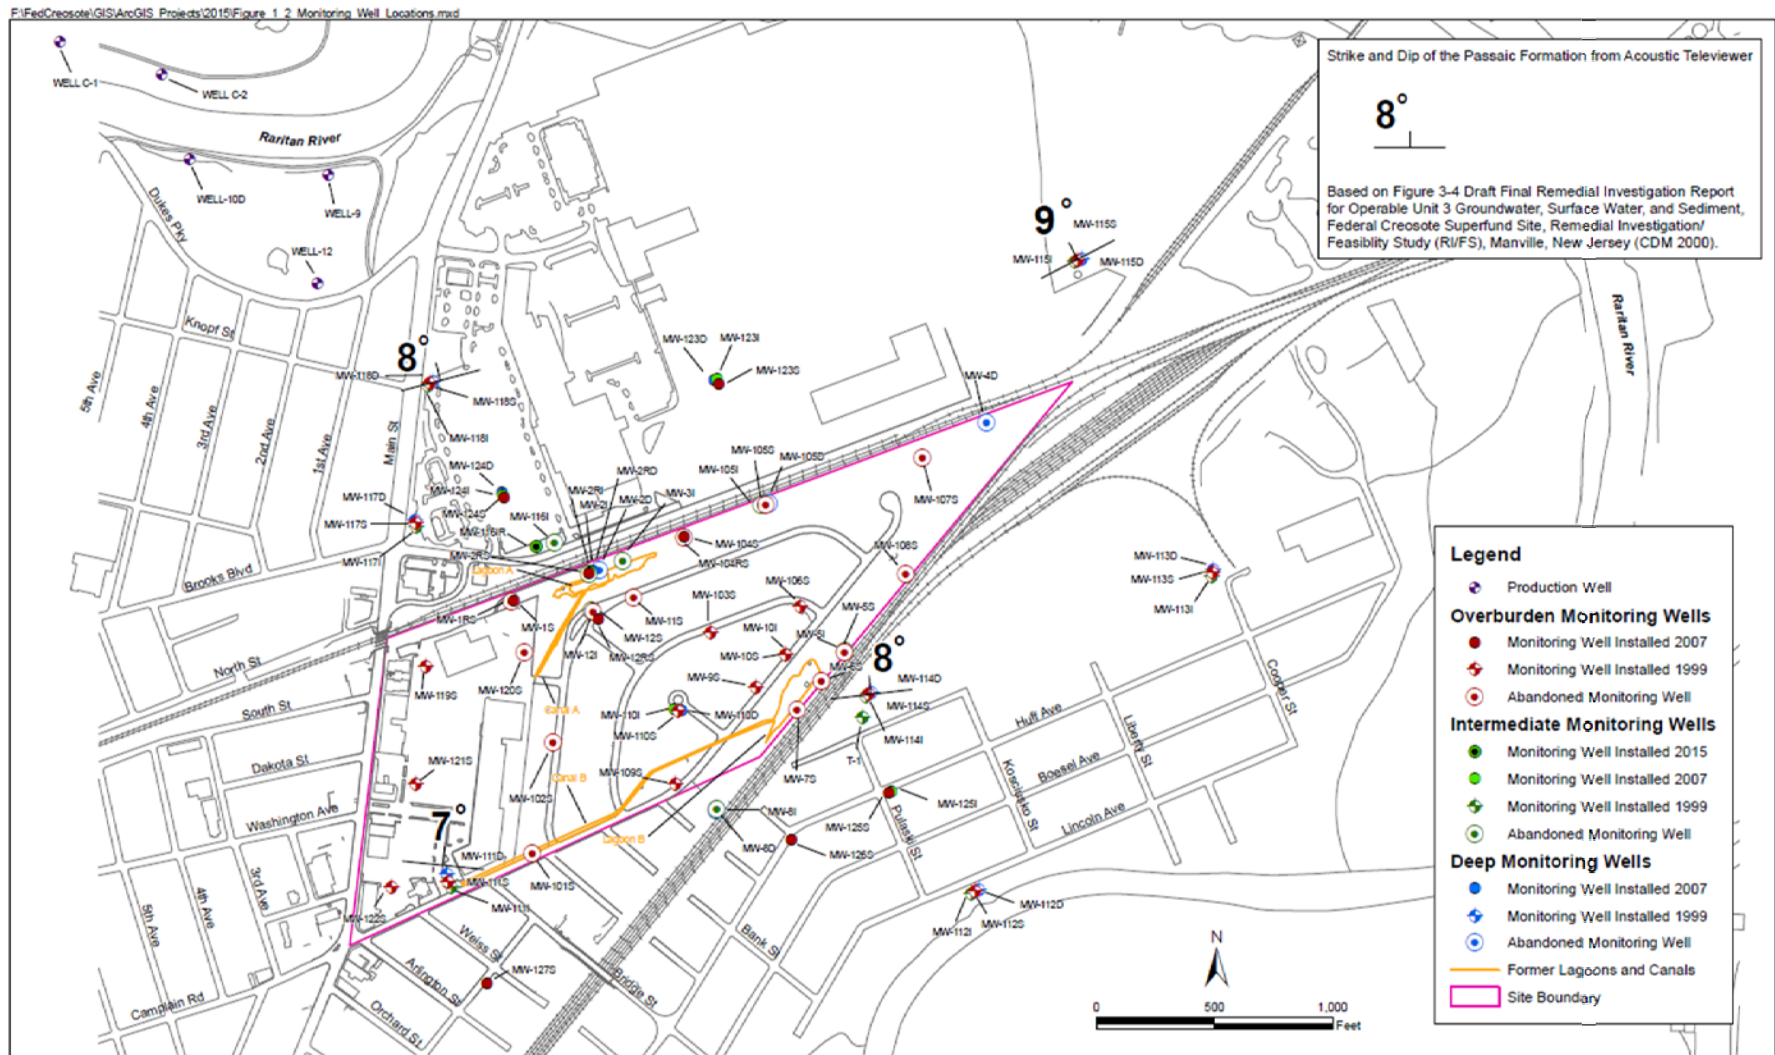 F:\FedCreosote\GIS\ArcGIS_Projects\2015\Figure_1_2_Monitoring_Well_Locations.mxd
Strike and Dip of the Passaic Formation from Acoustic Televiewer
8°
Based on Figure 3-4 Draft Final Remedial Investigation Report
for Operable Unit 3 Groundwater, Surface Water, and Sediment,
Federal Creosote Superfund Site, Remedial Investigation/
Feasiblity Study (RI/FS), Manville, New Jersey (CDM 2000).
WELL C-1
WELL C-2
Raritan River
WELL-10D
WELL-9
WELL-12
Dukes Pky
Knopf St
5th Ave
4th Ave
3rd Ave
2nd Ave
1st Ave
Main St
9°
MW-115S
MW-115I
MW-115D
Raritan River
8°
MW-118D
MW-118S
MW-118I
MW-123D
MW-123I
MW-123S
MW-4D
MW-124D
MW-124I
MW-124S
MW-117D
MW-117S
MW-117I
MW-116I
MW-116IR
MW-2RS
MW-2RI
MW-2I
MW-2RD
MW-2D
MW-3I
MW-105I
MW-105S
MW-105D
MW-107S
MW-104S
MW-104RS
MW-108S
MW-106S
MW-103S
Lagoon A
Brooks Blvd
North St
South St
Dakota St
Washington Ave
MW-1RS
MW-1S
MW-11S
MW-12S
MW-12I
MW-12RS
MW-120S
MW-119S
MW-10I
MW-10S
MW-9S
MW-5S
MW-5I
MW-6S
8°
MW-114D
MW-114S
MW-114I
T-1
MW-7S
MW-113D
MW-113S
MW-113I
Canal A
Canal B
MW-110I
MW-110D
MW-110S
MW-109S
MW-102S
MW-121S
7°
MW-111D
MW-111S
MW-111I
MW-122S
MW-101S
Lagoon B
MW-8I
MW-8D
MW-126S
MW-125S
MW-125I
MW-112D
MW-112S
MW-112I
MW-127S
Huff Ave
Boesel Ave
Lincoln Ave
Cooper St
Liberty St
Kosciusko St
Pulaski St
Bank St
Bridge St
Weiss St
Arlington St
Orchard St
Camplain Rd
5th Ave
4th Ave
3rd Ave
N
0 500 1,000
Feet
Legend
Production Well
Overburden Monitoring Wells
Monitoring Well Installed 2007
Monitoring Well Installed 1999
Abandoned Monitoring Well
Intermediate Monitoring Wells
Monitoring Well Installed 2015
Monitoring Well Installed 2007
Monitoring Well Installed 1999
Abandoned Monitoring Well
Deep Monitoring Wells
Monitoring Well Installed 2007
Monitoring Well Installed 1999
Abandoned Monitoring Well
Former Lagoons and Canals
Site Boundary